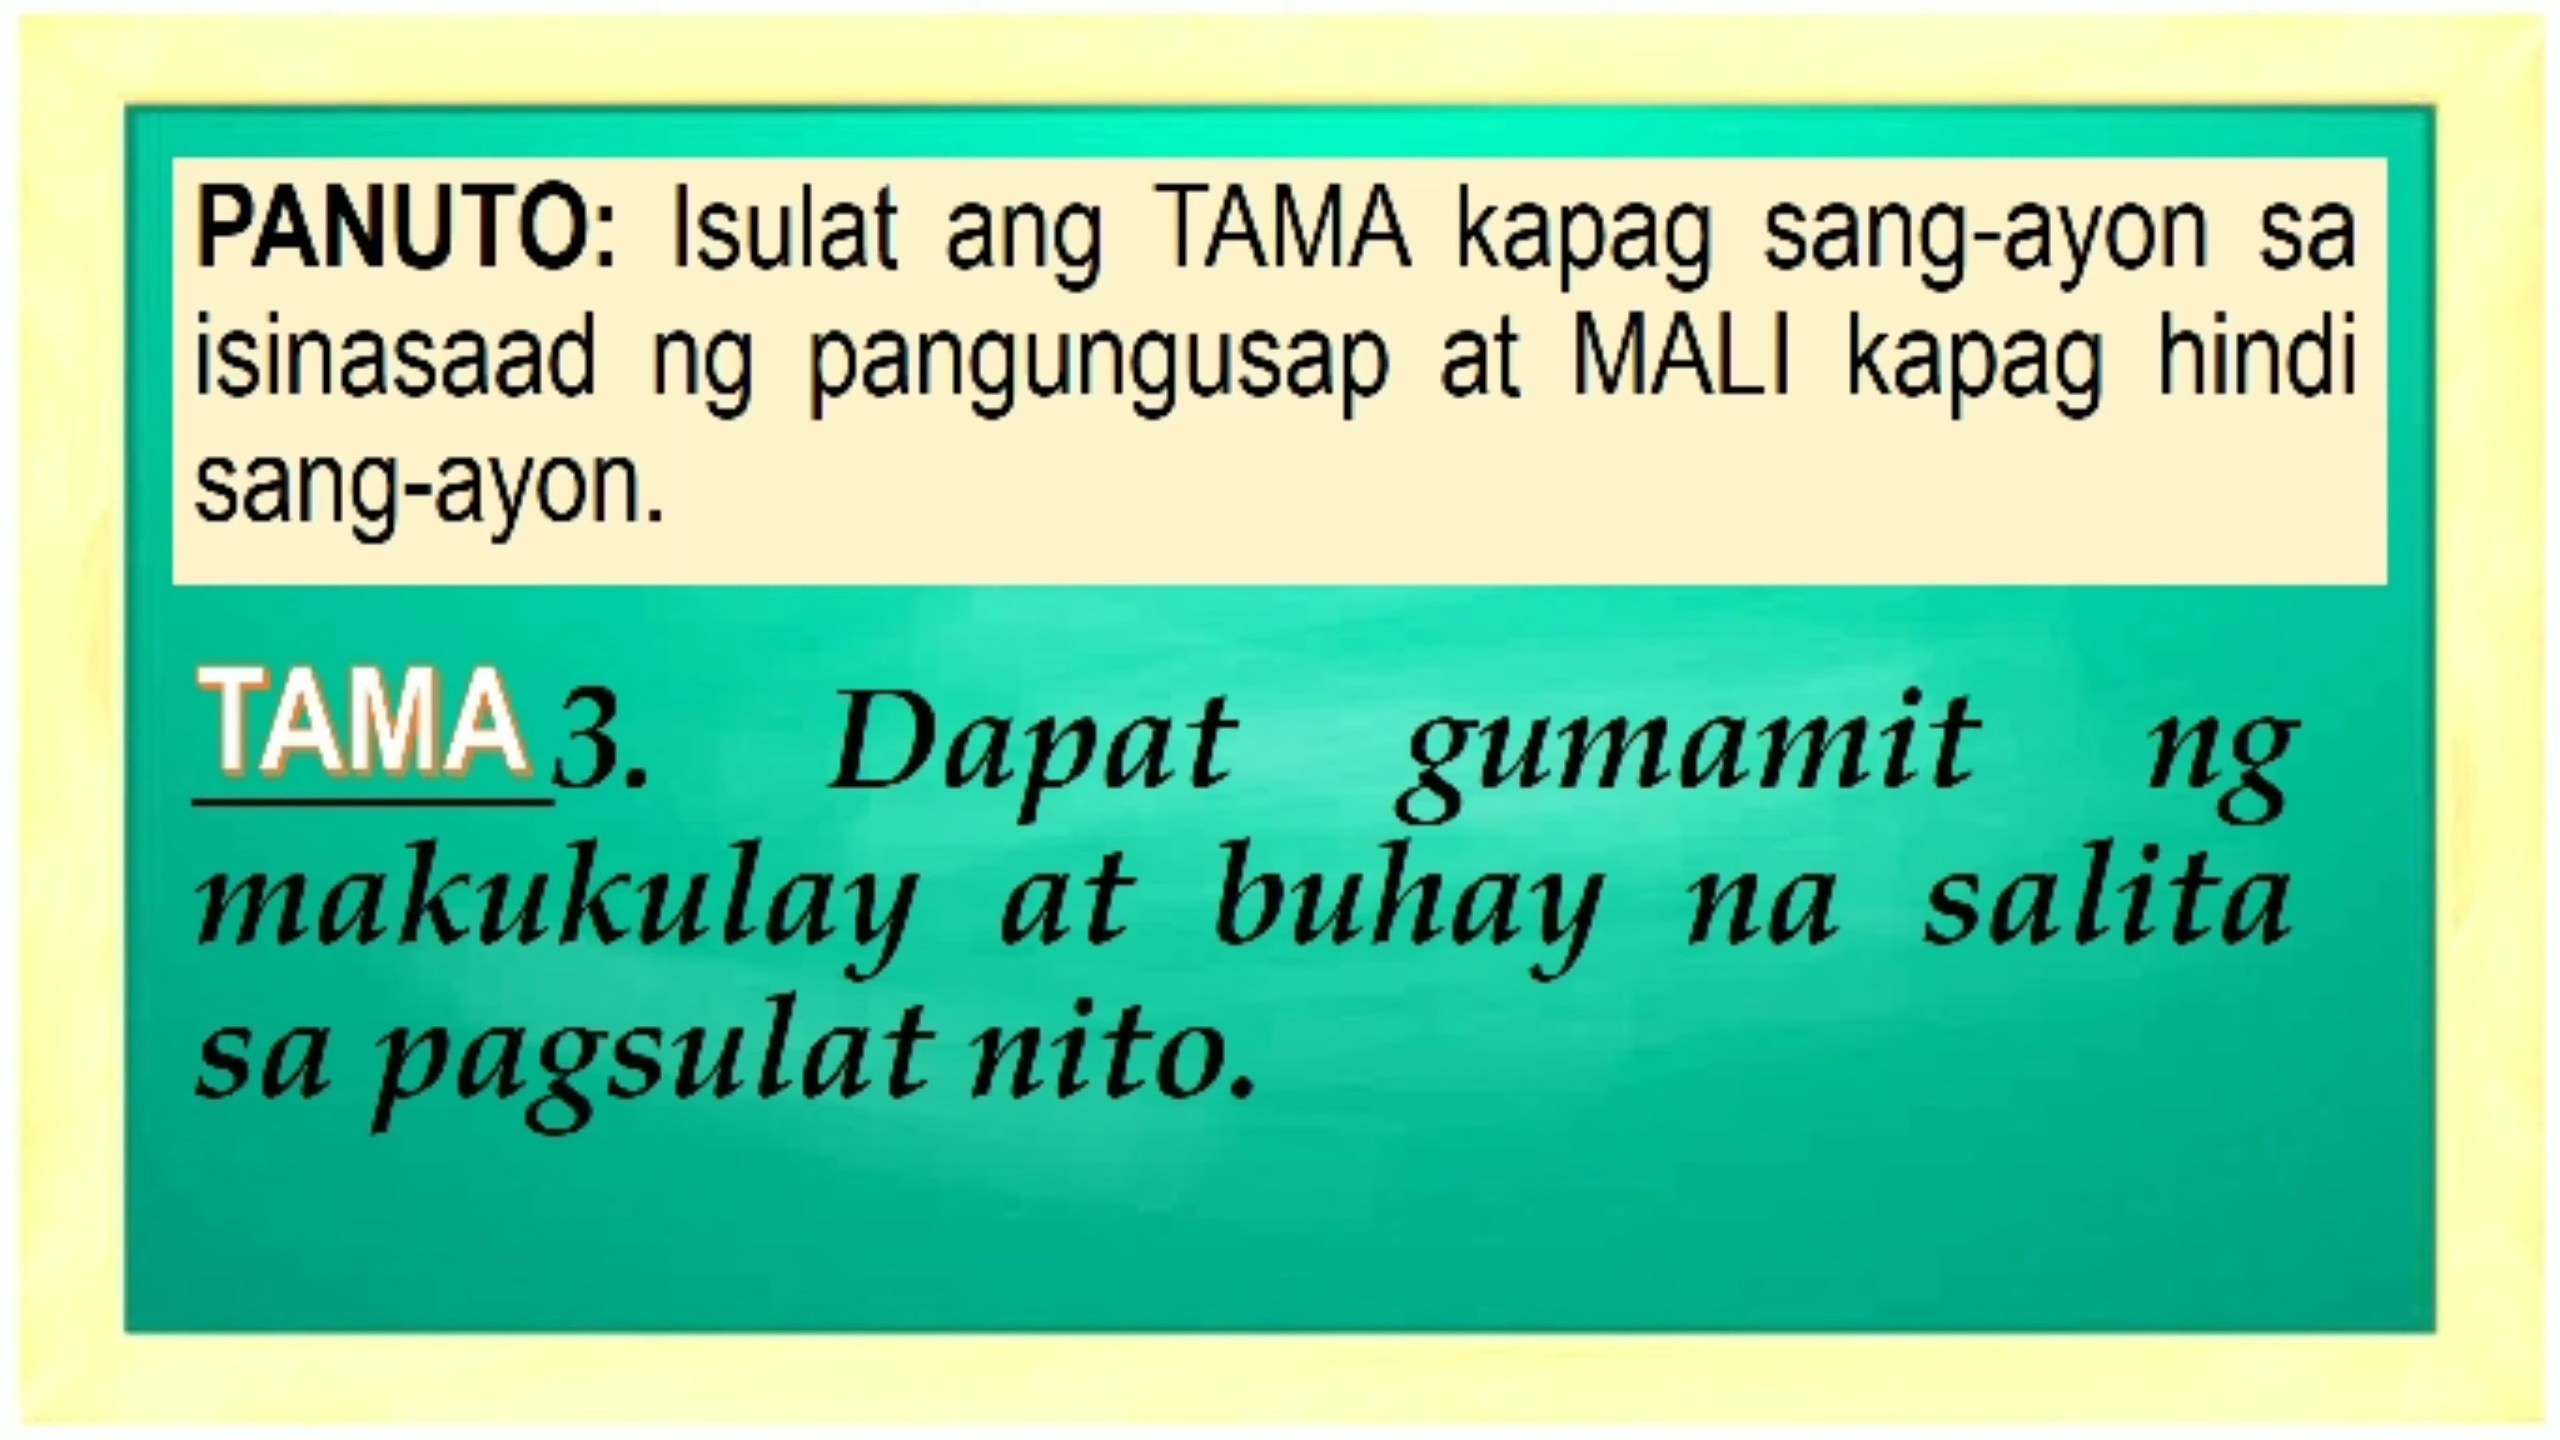 PANUTO: Isulat ang TAMA kapag sang-ayon sa
isinasaad ng pangungusap at MALI kapag hindi
sang-ayon.
TAMA 3. Dapat gumamit ng
makukulay at buhay na salita
sa pagsulat nito.